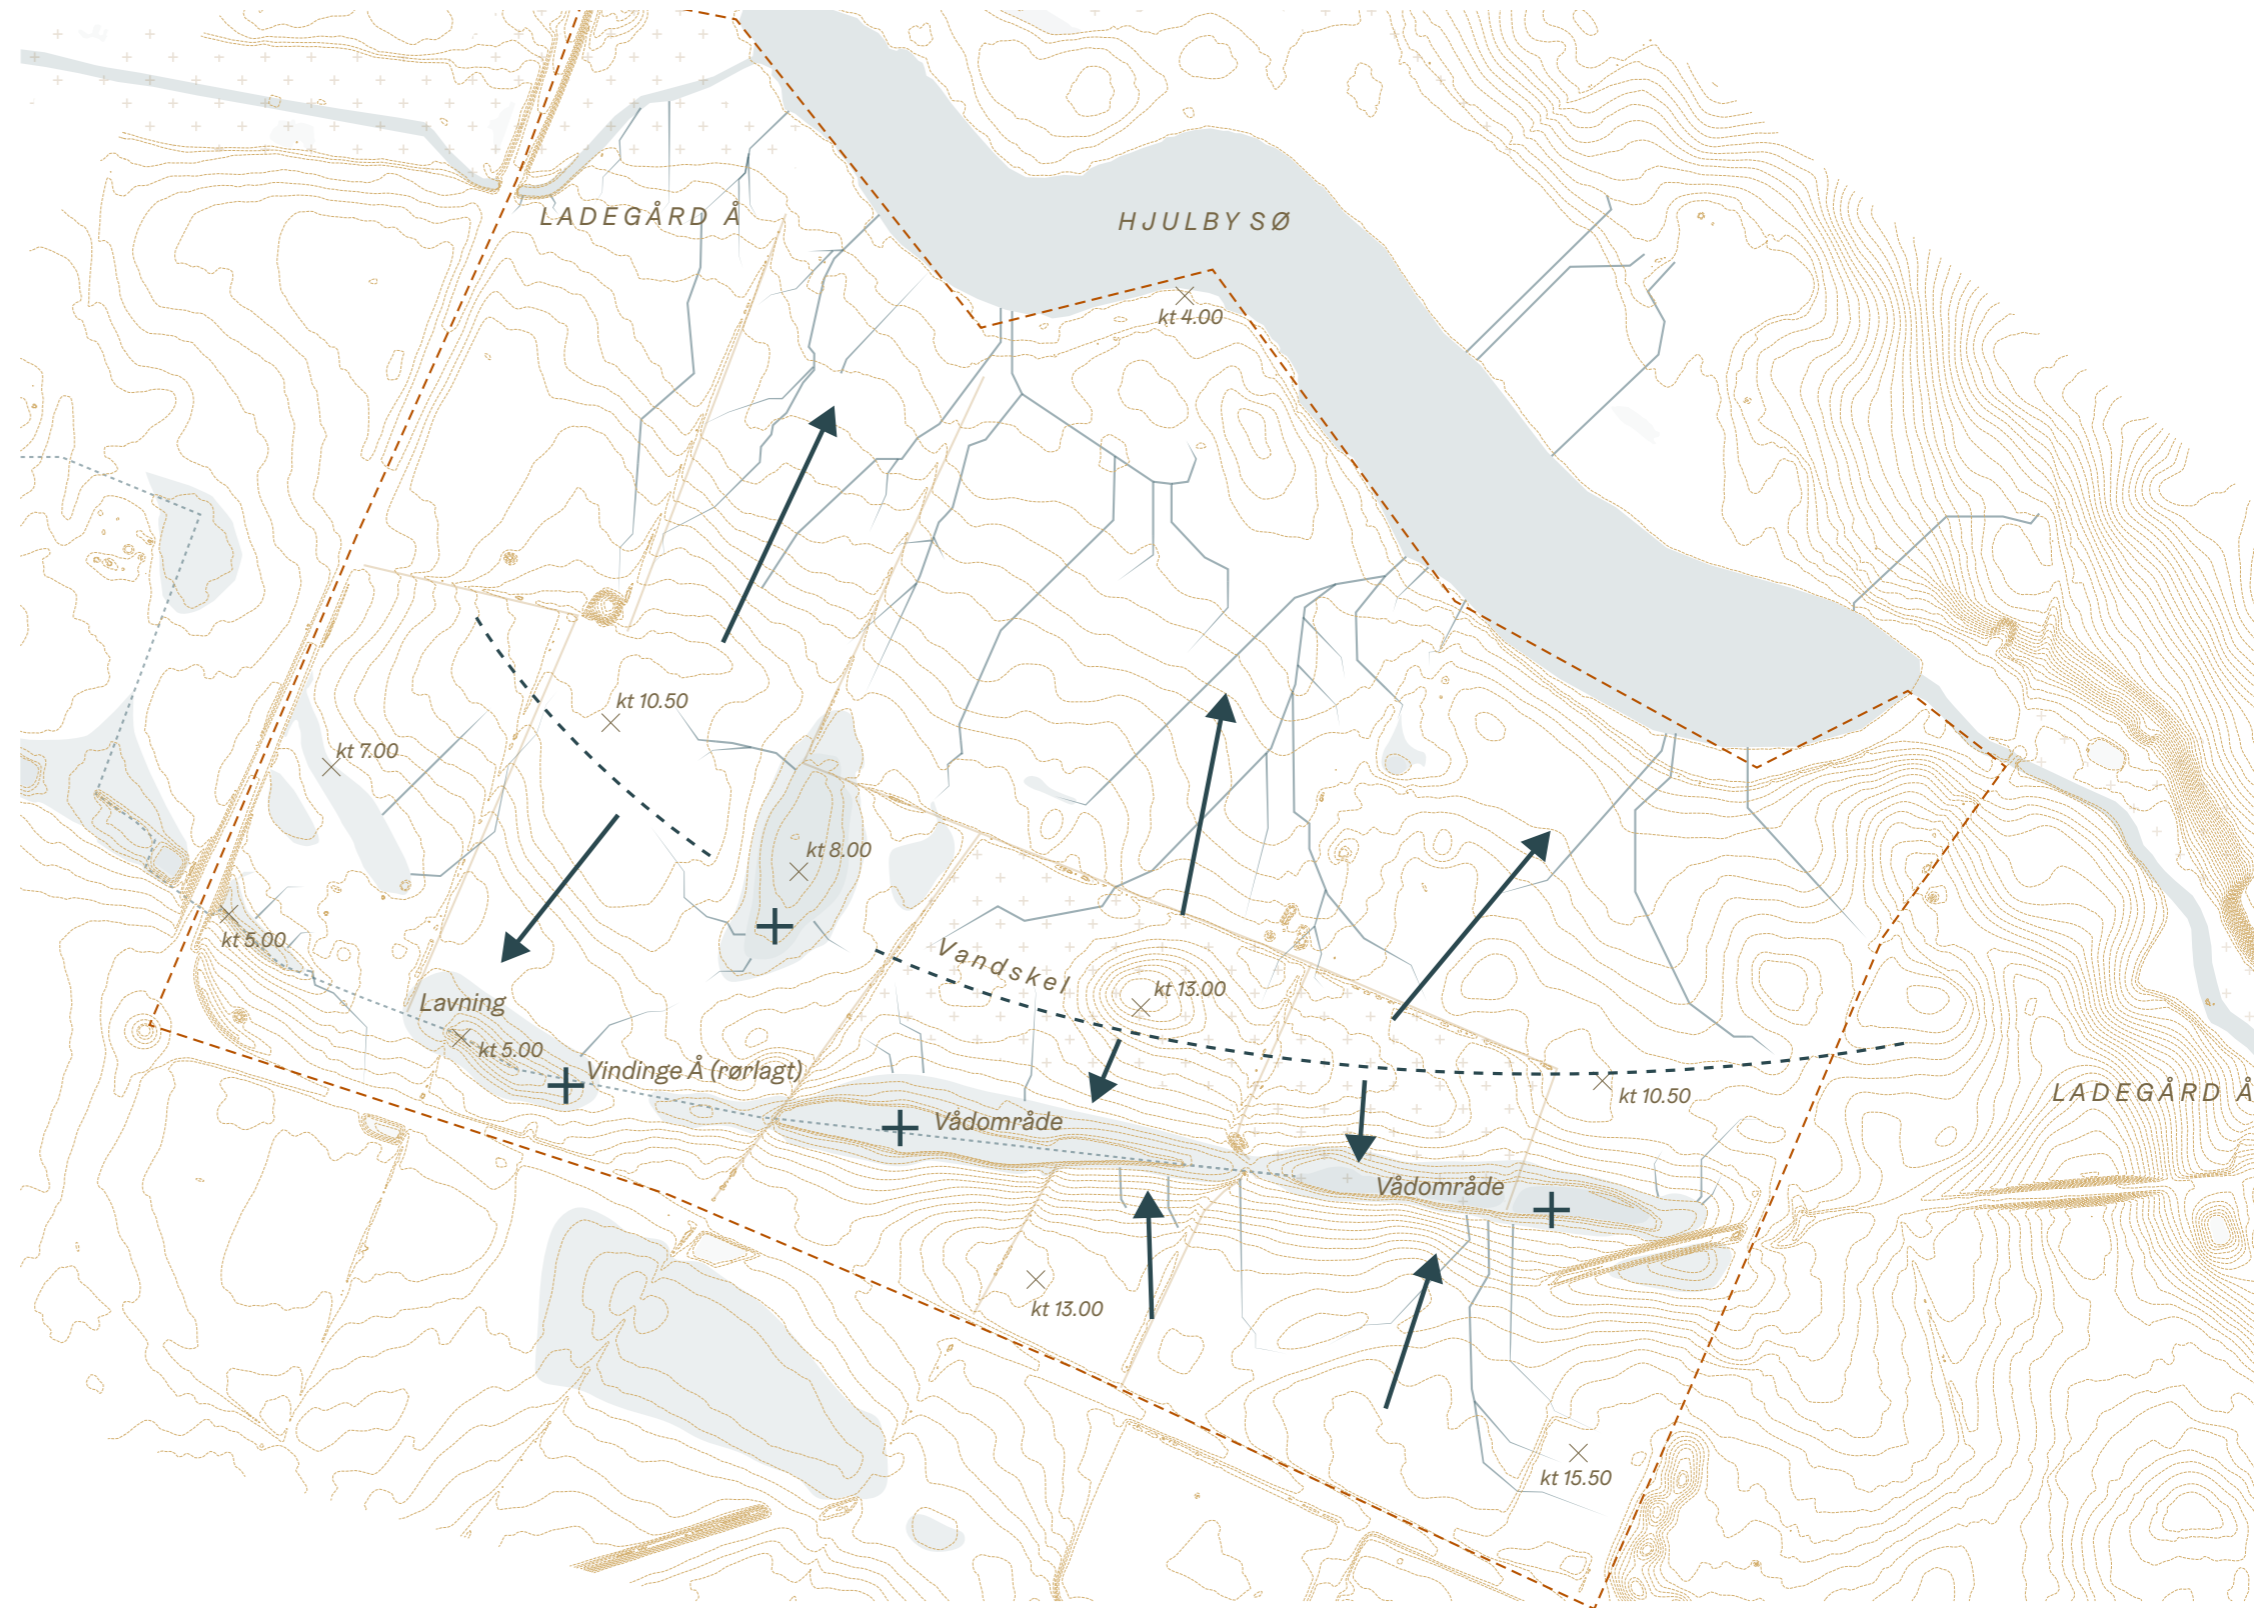 LADEGÅRD Å
HJULBY SØ
kt 4.00
kt 10.50
kt 7.00
kt 8.00
kt 5.00
Vandskel
kt 13.00
Lavning
kt 5.00
Vindinge Å (rørlagt)
kt 10.50
LADEGÅRD Å
Vådområde
Vådområde
kt 13.00
kt 15.50